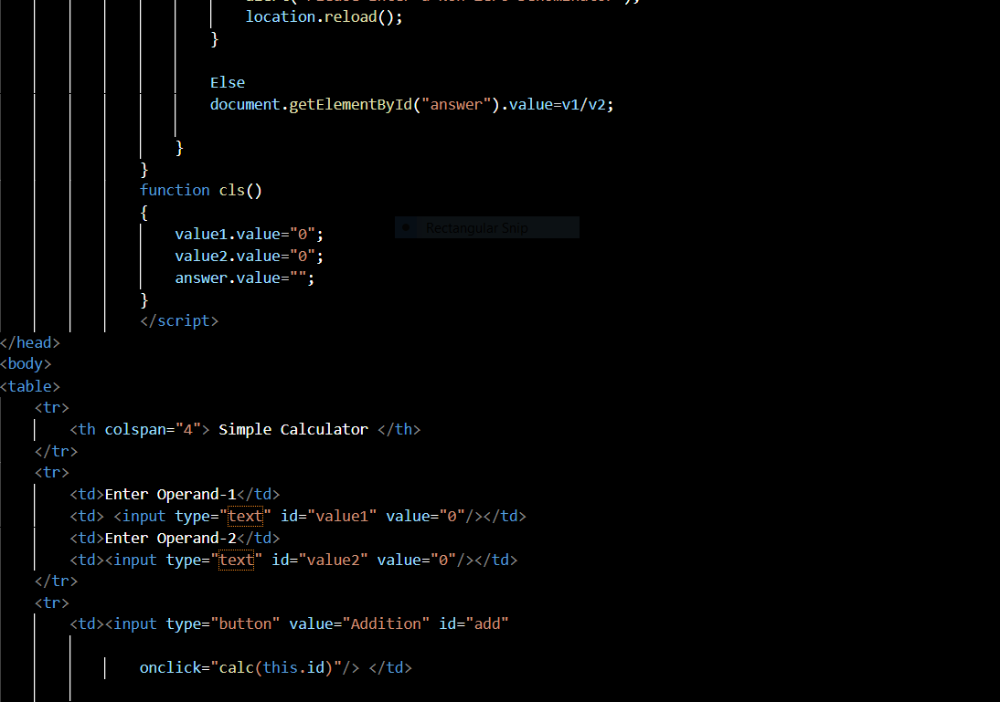 location.reload();
}
Else
document.getElementById("answer").value=v1/v2;
}
}
function cls()
{
value1.value="0";
Rectangular Snip
value2.value="0";
answer.value="";
}
</script>
</head>
<body>
<table>
<tr>
<th colspan="4"> Simple Calculator </th>
</tr>
<tr>
<td>Enter Operand-1</td>
<td> <input type="text" id="value1" value="0"/></td>
<td>Enter Operand-2</td>
<td><input type="text" id="value2" value="0"/></td>
</tr>
<tr>
<td><input type="button" value="Addition" id="add"
onclick="calc(this.id)"/> </td>